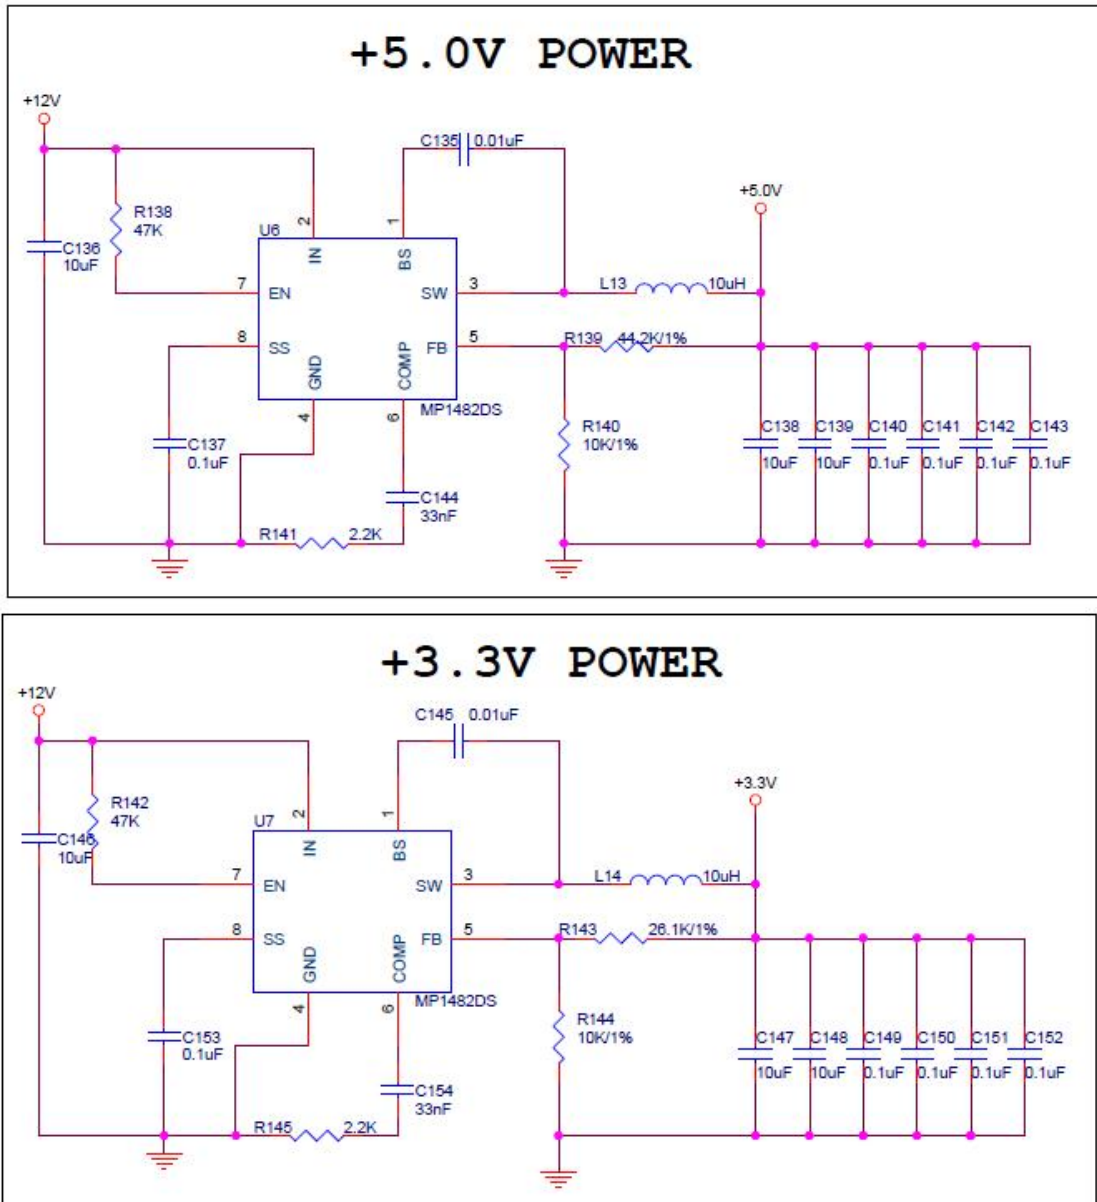 +5.0V POWER
+12V
C135 0.01uF
+5.0V
R138
47K
U6
2
1
C136
10uF
IN
BS
L13 10uH
7 EN
SW 3
R139 44.2K/1%
8 SS
FB 5
GND
COMP
MP1482DS
4
6
R140
10K/1%
C137
0.1uF
C138 C139 C140 C141 C142 C143
10uF 10uF 0.1uF 0.1uF 0.1uF 0.1uF
C144
33nF
R141 2.2K
+3.3V POWER
+12V
C145 0.01uF
+3.3V
R142
47K
U7
2
1
C146
10uF
IN
BS
L14 10uH
7 EN
SW 3
R143 26.1K/1%
8 SS
FB 5
GND
COMP
MP1482DS
4
6
R144
10K/1%
C153
0.1uF
C147 C148 C149 C150 C151 C152
10uF 10uF 0.1uF 0.1uF 0.1uF 0.1uF
C154
33nF
R145 2.2K